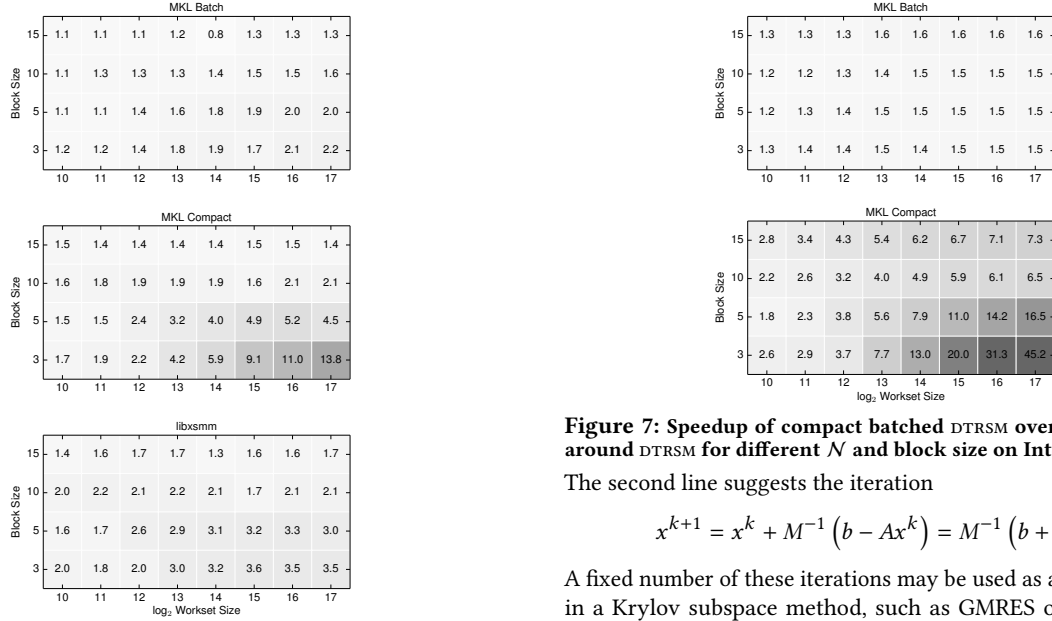 MKL Batch
15 1.1 1.1 1.1 1.2 0.8 1.3 1.3 1.3
10 1.1 1.3 1.3 1.3 1.4 1.5 1.5 1.6
5 1.1 1.1 1.4 1.6 1.8 1.9 2.0 2.0
3 1.2 1.2 1.4 1.8 1.9 1.7 2.1 2.2
10 11 12 13 14 15 16 17
Block Size
MKL Compact
15 1.5 1.4 1.4 1.4 1.4 1.5 1.5 1.4
10 1.6 1.8 1.9 1.9 1.9 1.6 2.1 2.1
5 1.5 1.5 2.4 3.2 4.0 4.9 5.2 4.5
3 1.7 1.9 2.2 4.2 5.9 9.1 11.0 13.8
10 11 12 13 14 15 16 17
Block Size
libxsmm
15 1.4 1.6 1.7 1.7 1.3 1.6 1.6 1.7
10 2.0 2.2 2.1 2.2 2.1 1.7 2.1 2.1
5 1.6 1.7 2.6 2.9 3.1 3.2 3.3 3.0
3 2.0 1.8 2.0 3.0 3.2 3.6 3.5 3.5
10 11 12 13 14 15 16 17
Block Size
log₂ Workset Size
MKL Batch
15 1.3 1.3 1.3 1.6 1.6 1.6 1.6 1.6
10 1.2 1.2 1.3 1.4 1.5 1.5 1.5 1.5
5 1.2 1.3 1.4 1.5 1.5 1.5 1.5 1.5
3 1.3 1.4 1.4 1.5 1.4 1.5 1.5 1.5
10 11 12 13 14 15 16 17
Block Size
MKL Compact
15 2.8 3.4 4.3 5.4 6.2 6.7 7.1 7.3
10 2.2 2.6 3.2 4.0 4.9 5.9 6.1 6.5
5 1.8 2.3 3.8 5.6 7.9 11.0 14.2 16.5
3 2.6 2.9 3.7 7.7 13.0 20.0 31.3 45.2
10 11 12 13 14 15 16 17
Block Size
log₂ Workset Size
Figure 7: Speedup of compact batched DTRSM over
around DTRSM for different 𝒩 and block size on Int
The second line suggests the iteration
x^{k+1} = x^k + M^{-1} (b − Ax^k) = M^{-1} (b +
A fixed number of these iterations may be used as a
in a Krylov subspace method, such as GMRES o